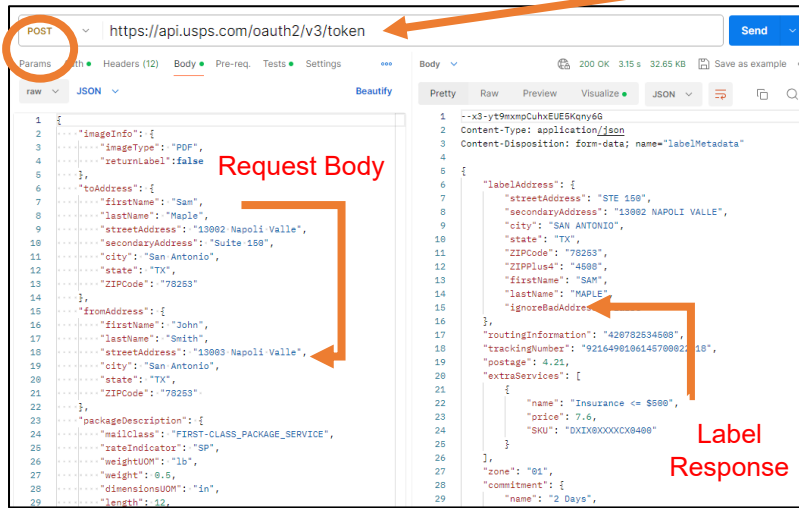 POST https://api.usps.com/oauth2/v3/token Send
Params Headers (12) Body Pre-req. Tests Settings
raw JSON Beautify
1 {
2 "imageInfo": {
3 "imageType": "PDF",
4 "returnLabel":false
5 },
6 "toAddress": {
7 "firstName": "Sam",
8 "lastName": "Maple",
9 "streetAddress": "13002 Napoli Valle",
10 "secondaryAddress": "Suite 150",
11 "city": "San Antonio",
12 "state": "TX",
13 "ZIPCode": "78253"
14 },
15 "fromAddress": {
16 "firstName": "John",
17 "lastName": "Smith",
18 "streetAddress": "13003 Napoli Valle",
19 "city": "San Antonio",
20 "state": "TX",
21 "ZIPCode": "78253"
22 },
23 "packageDescription": {
24 "mailClass": "FIRST-CLASS_PACKAGE_SERVICE",
25 "rateIndicator": "SP",
26 "weightUOM": "lb",
27 "weight": 0.5,
28 "dimensionsUOM": "in",
29 "length": 12,
Request Body
Body 200 OK 3.15 s 32.65 KB Save as example
Pretty Raw Preview Visualize JSON
1 --x3-yt9mxmpCuhxEUE5Kqny6G
2 Content-Type: application/json
3 Content-Disposition: form-data; name="labelMetadata"
4
5 {
6 "labelAddress": {
7 "streetAddress": "STE 150",
8 "secondaryAddress": "13002 NAPOLI VALLE",
9 "city": "SAN ANTONIO",
10 "state": "TX",
11 "ZIPCode": "78253",
12 "ZIPPlus4": "4508",
13 "firstName": "SAM",
14 "lastName": "MAPLE",
15 "ignoreBadAddress
16 },
17 "routingInformation": "420782534508",
18 "trackingNumber":
19 "postage": 4.21,
20 "extraServices": [
21 {
22 "name": "Insurance <= $500",
23 "price": 7.6,
24 "SKU": "DXIX0XXXXCX0400"
25 }
26 ],
27 "zone": "01",
28 "commitment": {
29 "name": "2 Days",
Label
Response